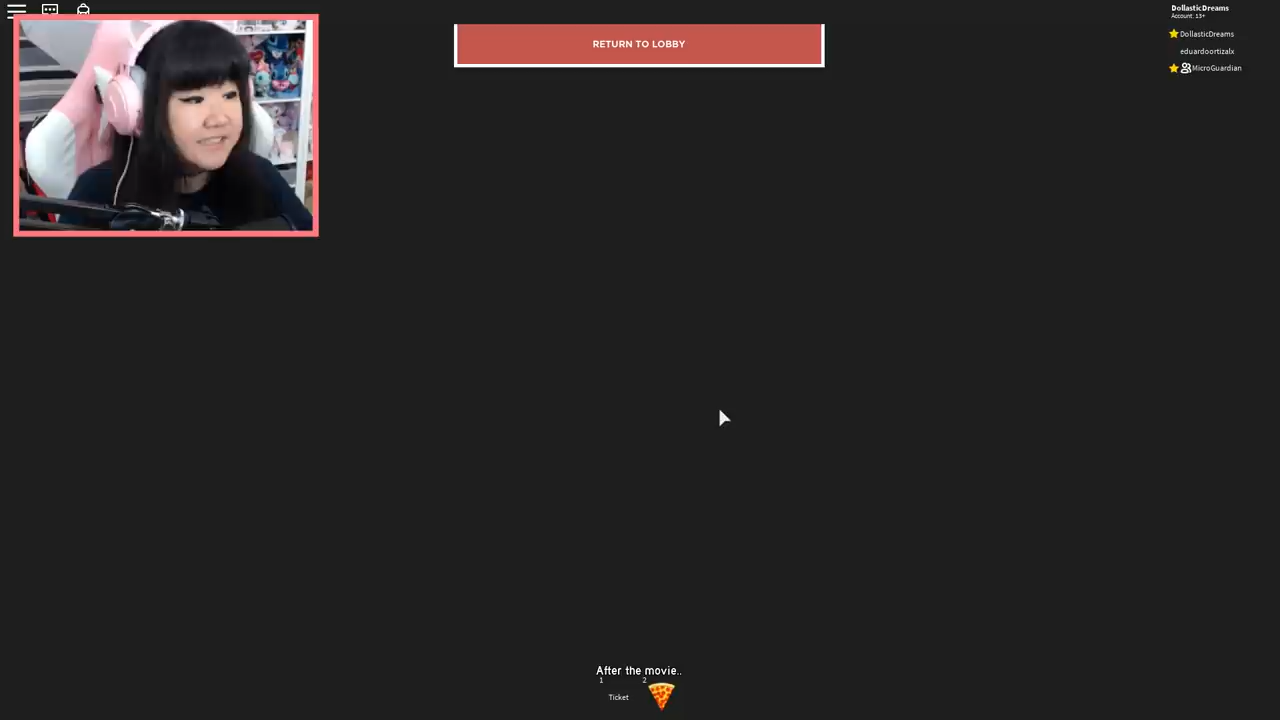 RETURN TO LOBBY
DollasticDreams
Account: 13+
DollasticDreams
eduardoortizalx
MicroGuardian
After the movie..
1
2
Ticket